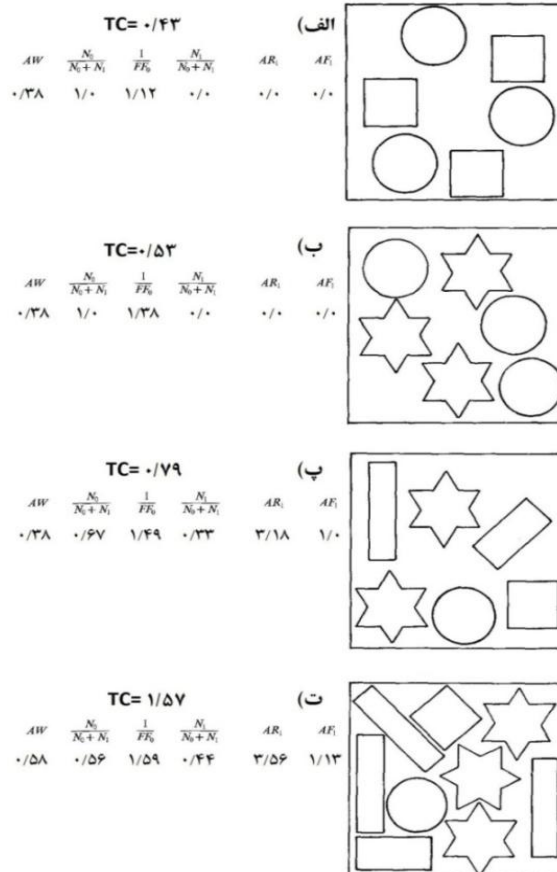 الف) TC= ۰/۴۳
AW N₀/(N₀ + N₁) 1/FF₀ N₁/(N₀ + N₁) AR₁ AF₁
۰/۳۸ ۱/۰ ۱/۱۲ ۰/۰ ۰/۰ ۰/۰
ب) TC=۰/۵۳
AW N₀/(N₀ + N₁) 1/FF₀ N₁/(N₀ + N₁) AR₁ AF₁
۰/۳۸ ۱/۰ ۱/۳۸ ۰/۰ ۰/۰ ۰/۰
پ) TC= ۰/۷۹
AW N₀/(N₀ + N₁) 1/FF₀ N₁/(N₀ + N₁) AR₁ AF₁
۰/۳۸ ۰/۶۷ ۱/۴۹ ۰/۳۳ ۳/۱۸ ۱/۰
ت) TC= ۱/۵۷
AW N₀/(N₀ + N₁) 1/FF₀ N₁/(N₀ + N₁) AR₁ AF₁
۰/۵۸ ۰/۵۶ ۱/۵۹ ۰/۴۴ ۳/۵۶ ۱/۱۳